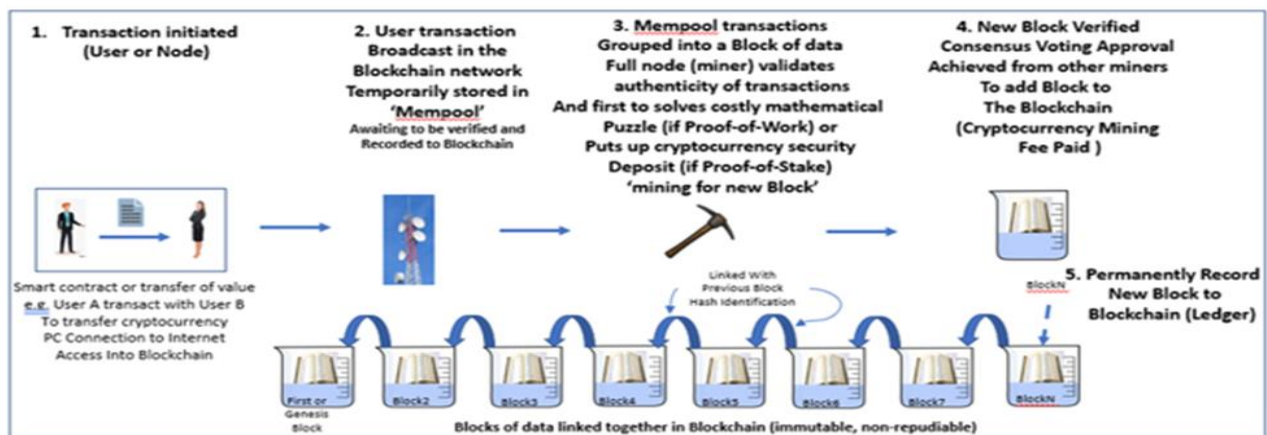 1. Transaction initiated
(User or Node)
2. User transaction
Broadcast in the
Blockchain network
Temporarily stored in
‘Mempool’
Awaiting to be verified and
Recorded to Blockchain
3. Mempool transactions
Grouped into a Block of data
Full node (miner) validates
authenticity of transactions
And first to solves costly mathematical
Puzzle (if Proof-of-Work) or
Puts up cryptocurrency security
Deposit (if Proof-of-Stake)
‘mining for new Block’
4. New Block Verified
Consensus Voting Approval
Achieved from other miners
To add Block to
The Blockchain
(Cryptocurrency Mining
Fee Paid )
Smart contract or transfer of value
e.g. User A transact with User B
To transfer cryptocurrency
PC Connection to Internet
Access Into Blockchain
Linked With
Previous Block
Hash Identification
BlockN
5. Permanently Record
New Block to
Blockchain (Ledger)
First or
Genesis
Block
Block2
Block3
Block4
Block5
Block6
Block7
BlockN
Blocks of data linked together in Blockchain (immutable, non-repudiable)